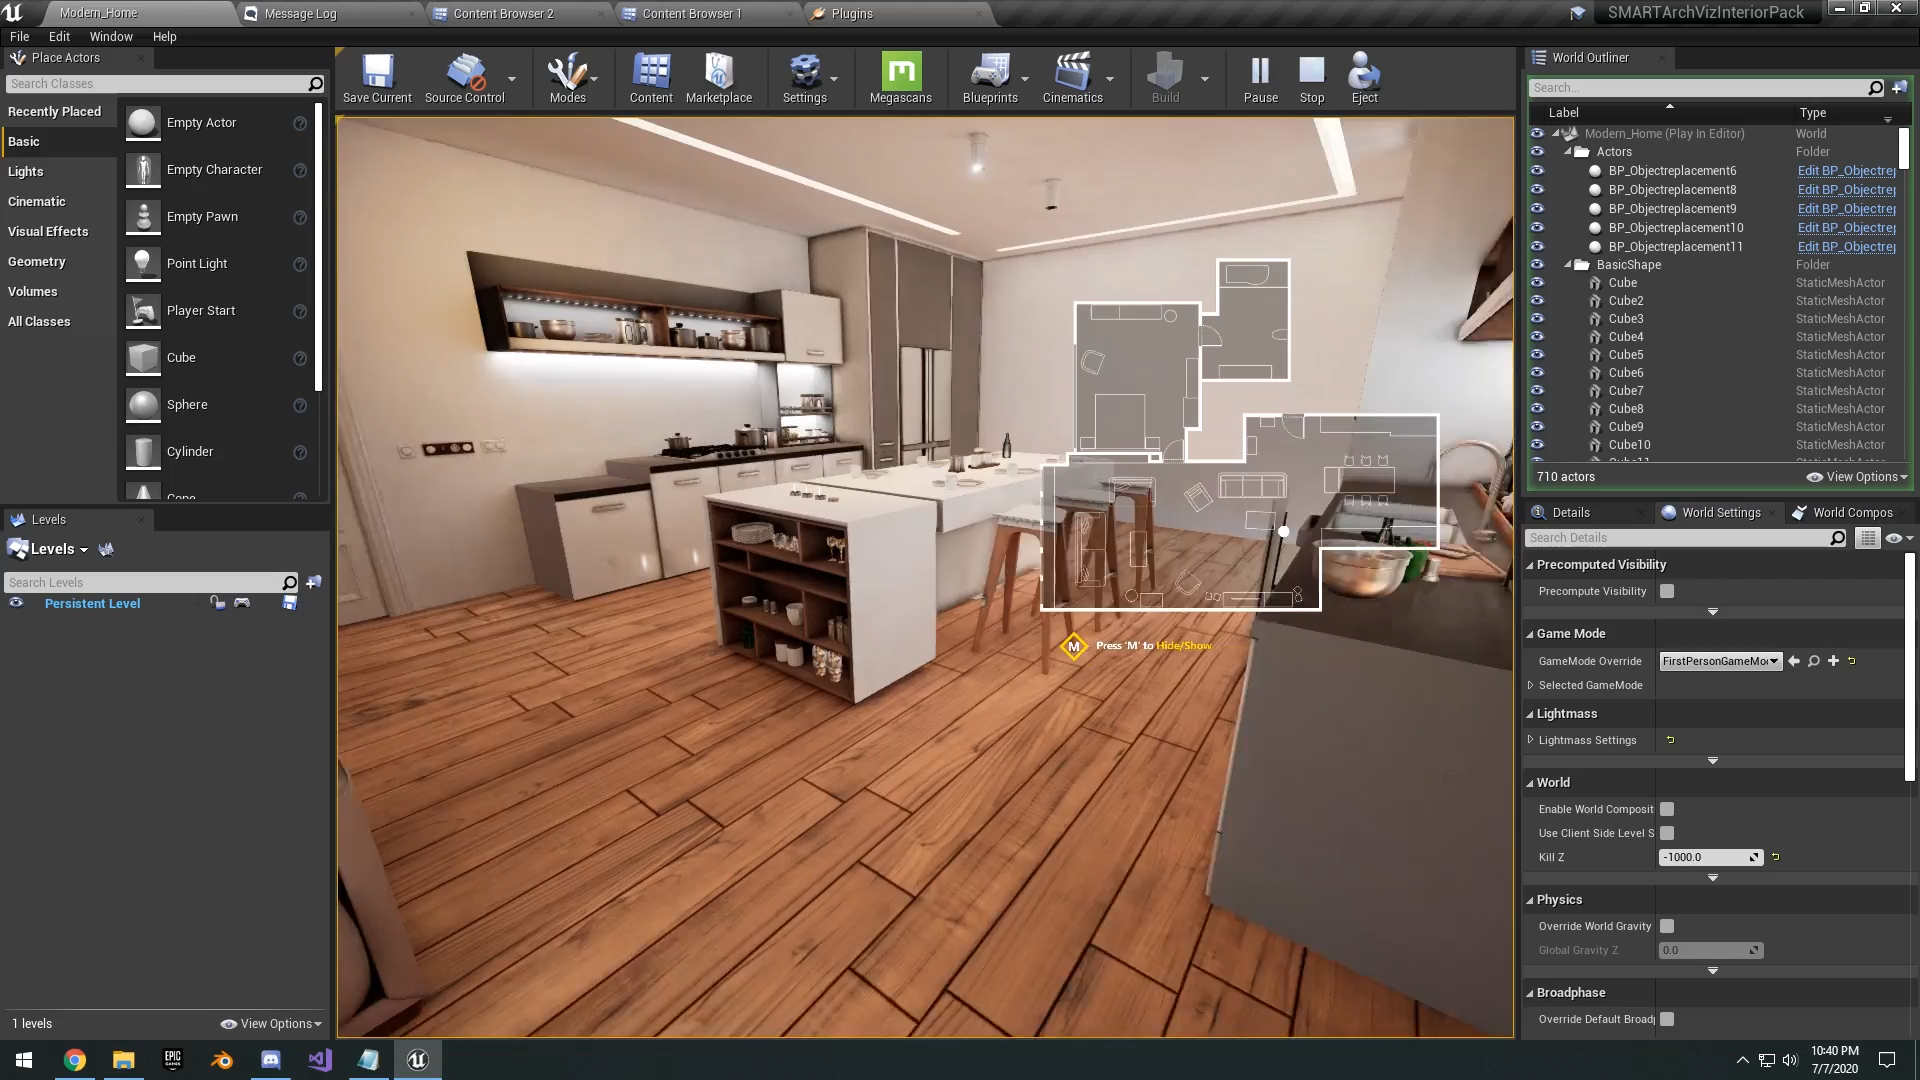 Modern_Home
Message Log
Content Browser 2
Content Browser 1
Plugins
SMARTArchVizInteriorPack
File
Edit
Window
Help
Place Actors
Search Classes
Recently Placed
Basic
Lights
Cinematic
Visual Effects
Geometry
Volumes
All Classes
Empty Actor
Empty Character
Empty Pawn
Point Light
Player Start
Cube
Sphere
Cylinder
Cone
Save Current
Source Control
Modes
Content
Marketplace
Settings
Megascans
Blueprints
Cinematics
Build
Pause
Stop
Eject
M Press 'M' to Hide/Show
Levels
Levels
Search Levels
Persistent Level
1 levels
View Options
World Outliner
Search...
Label
Type
Modern_Home (Play In Editor) World
Actors Folder
BP_Objectreplacement6 Edit BP_Objectrep
BP_Objectreplacement8 Edit BP_Objectrep
BP_Objectreplacement9 Edit BP_Objectrep
BP_Objectreplacement10 Edit BP_Objectrep
BP_Objectreplacement11 Edit BP_Objectrep
BasicShape Folder
Cube StaticMeshActor
Cube2 StaticMeshActor
Cube3 StaticMeshActor
Cube4 StaticMeshActor
Cube5 StaticMeshActor
Cube6 StaticMeshActor
Cube7 StaticMeshActor
Cube8 StaticMeshActor
Cube9 StaticMeshActor
Cube10 StaticMeshActor
710 actors
View Options
Details
World Settings
World Compos
Search Details
Precomputed Visibility
Precompute Visibility
Game Mode
GameMode Override FirstPersonGameMo
Selected GameMode
Lightmass
Lightmass Settings
World
Enable World Composit
Use Client Side Level S
Kill Z -1000.0
Physics
Override World Gravity
Global Gravity Z 0.0
Broadphase
Override Default Broad
EPIC GAMES
10:40 PM
7/7/2020